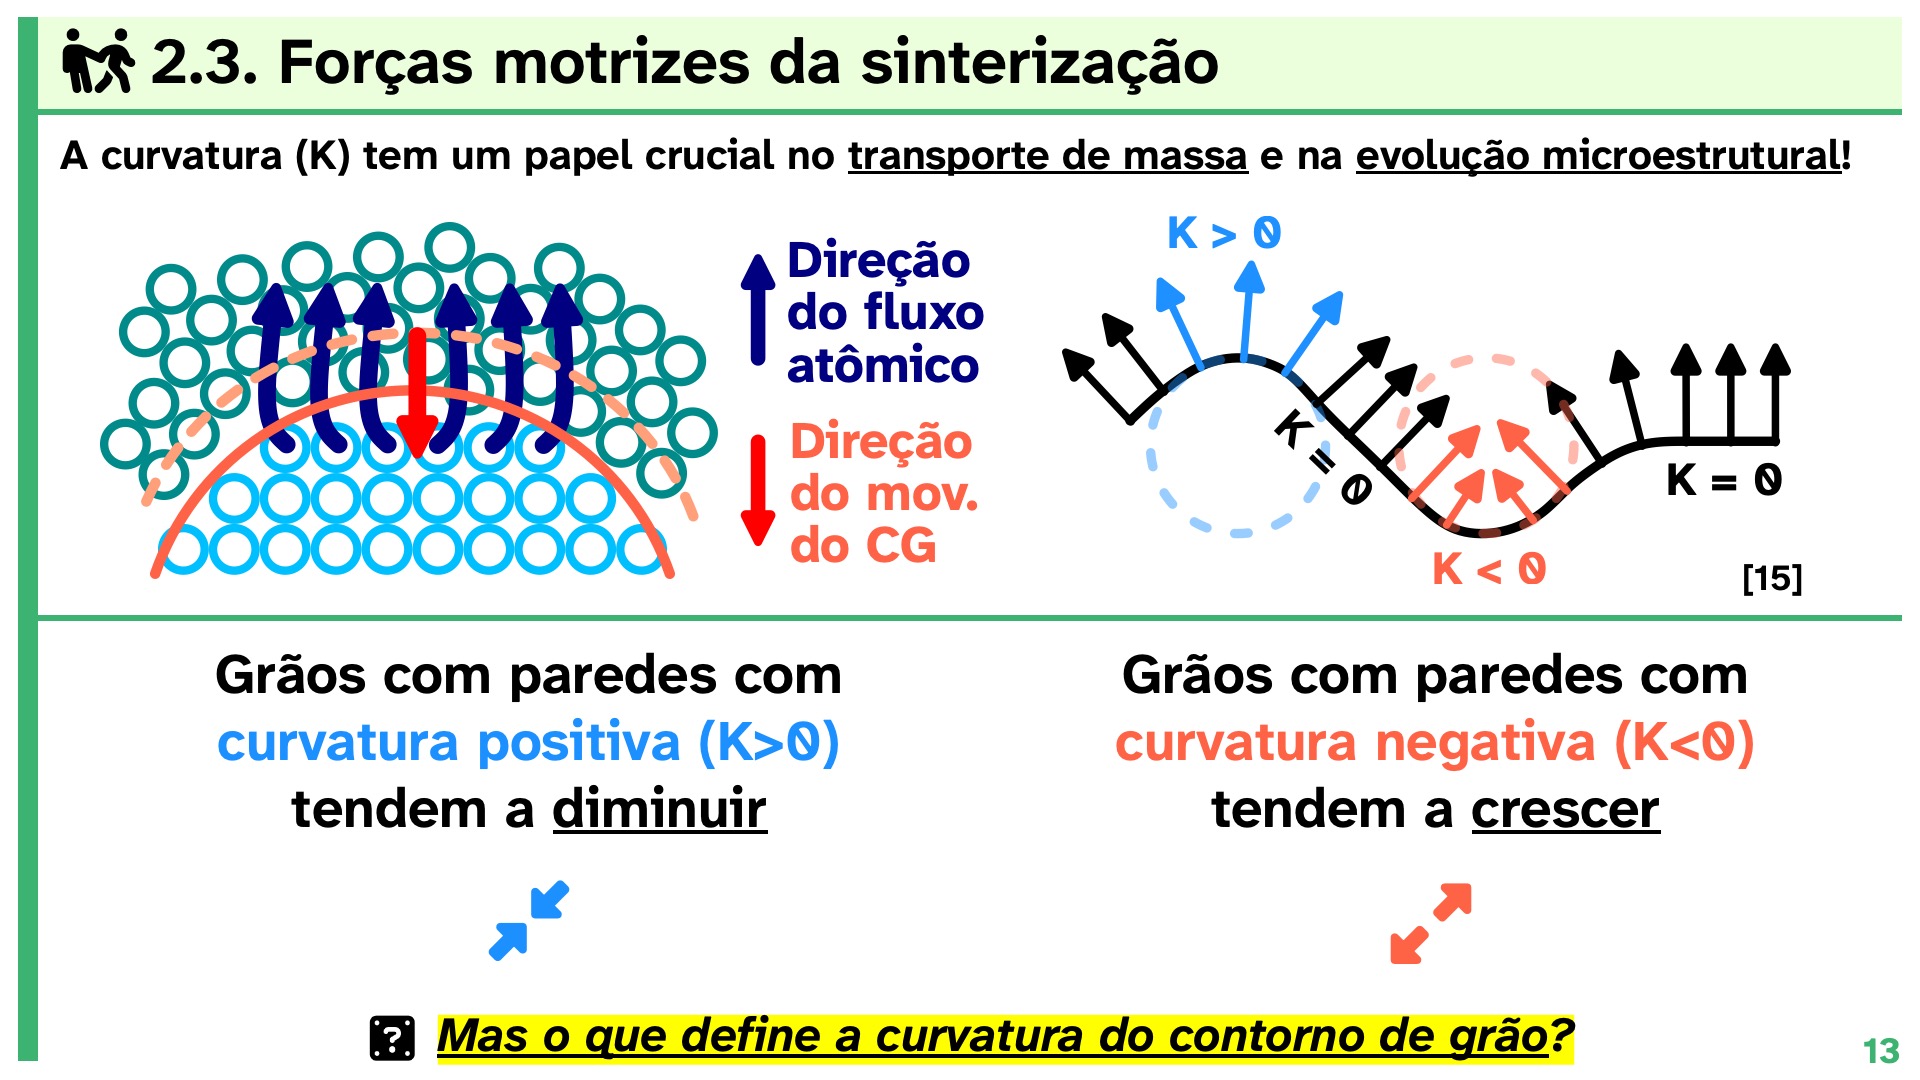 2.3. Forças motrizes da sinterização
A curvatura (K) tem um papel crucial no transporte de massa e na evolução microestrutural!
Direção
do fluxo
atômico
Direção
do mov.
do CG
K > 0
K = 0
K < 0
K = 0
[15]
Grãos com paredes com
curvatura positiva (K>0)
tendem a diminuir
Grãos com paredes com
curvatura negativa (K<0)
tendem a crescer
? Mas o que define a curvatura do contorno de grão?
13